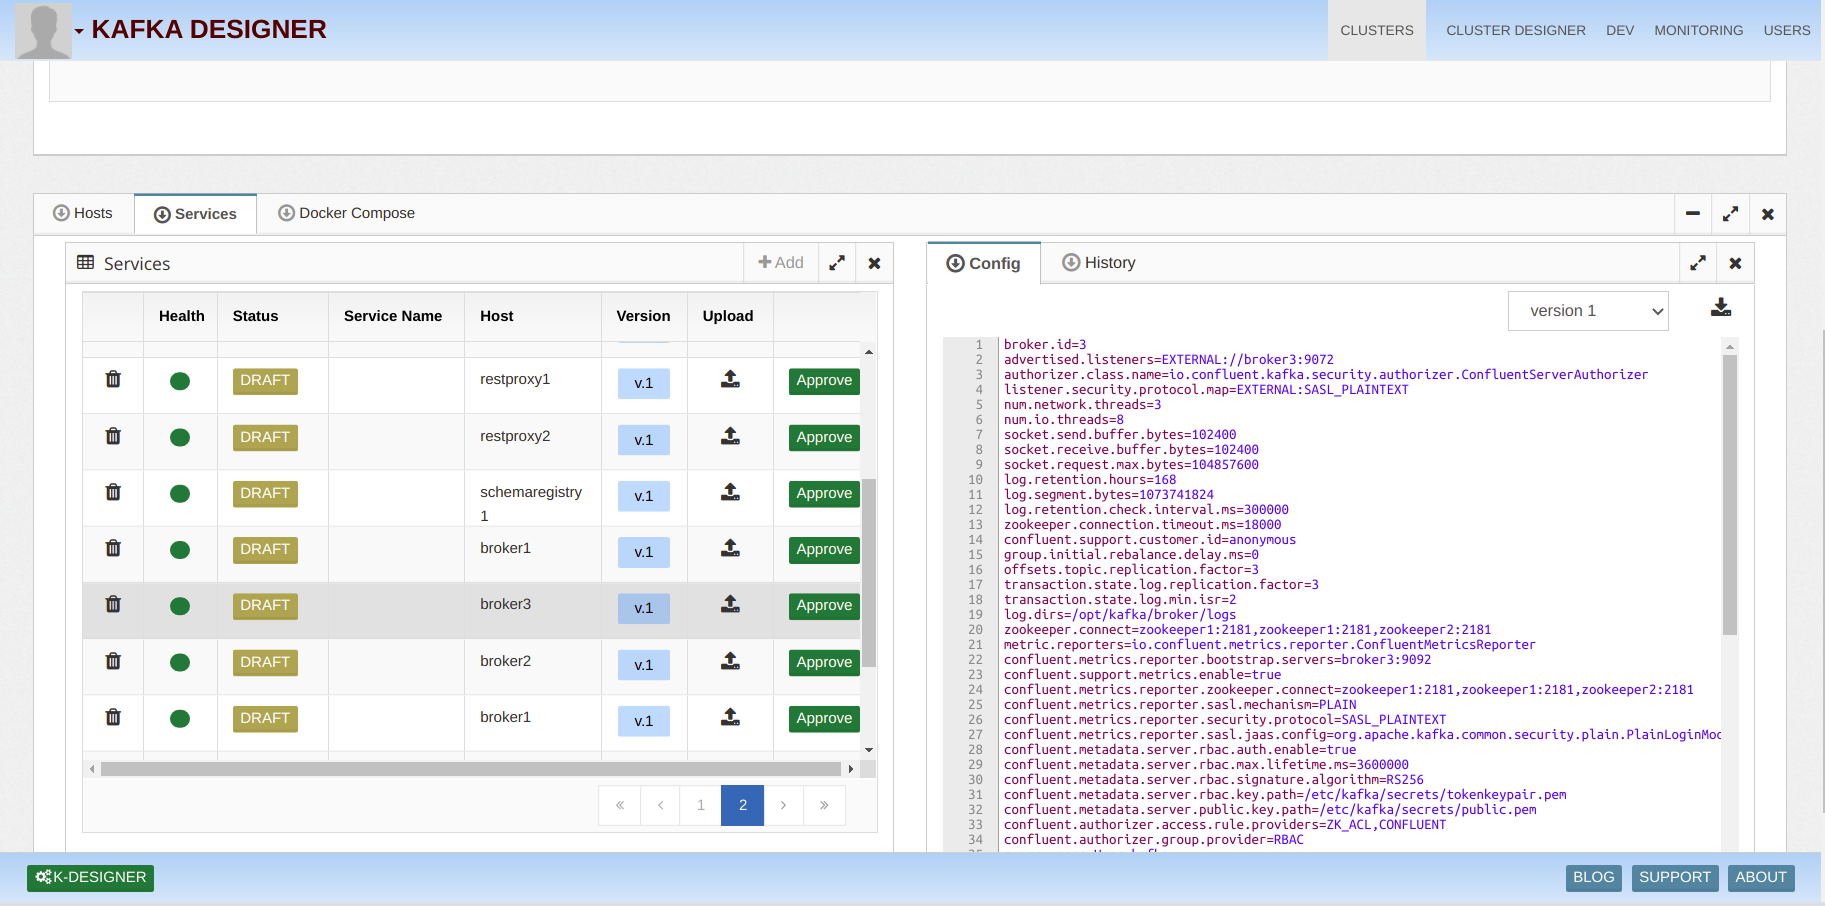 KAFKA DESIGNER
CLUSTERS CLUSTER DESIGNER DEV MONITORING USERS
Hosts Services Docker Compose
Services Add
Health Status Service Name Host Version Upload
DRAFT restproxy1 v.1 Approve
DRAFT restproxy2 v.1 Approve
DRAFT schemaregistry v.1 Approve
1
DRAFT broker1 v.1 Approve
DRAFT broker3 v.1 Approve
DRAFT broker2 v.1 Approve
DRAFT broker1 v.1 Approve
« ‹ 1 2 › »
Config History
version 1
1 broker.id=3
2 advertised.listeners=EXTERNAL://broker3:9072
3 authorizer.class.name=io.confluent.kafka.security.authorizer.ConfluentServerAuthorizer
4 listener.security.protocol.map=EXTERNAL:SASL_PLAINTEXT
5 num.network.threads=3
6 num.io.threads=8
7 socket.send.buffer.bytes=102400
8 socket.receive.buffer.bytes=102400
9 socket.request.max.bytes=104857600
10 log.retention.hours=168
11 log.segment.bytes=1073741824
12 log.retention.check.interval.ms=300000
13 zookeeper.connection.timeout.ms=18000
14 confluent.support.customer.id=anonymous
15 group.initial.rebalance.delay.ms=0
16 offsets.topic.replication.factor=3
17 transaction.state.log.replication.factor=3
18 transaction.state.log.min.isr=2
19 log.dirs=/opt/kafka/broker/logs
20 zookeeper.connect=zookeeper1:2181,zookeeper1:2181,zookeeper2:2181
21 metric.reporters=io.confluent.metrics.reporter.ConfluentMetricsReporter
22 confluent.metrics.reporter.bootstrap.servers=broker3:9092
23 confluent.support.metrics.enable=true
24 confluent.metrics.reporter.zookeeper.connect=zookeeper1:2181,zookeeper1:2181,zookeeper2:2181
25 confluent.metrics.reporter.sasl.mechanism=PLAIN
26 confluent.metrics.reporter.security.protocol=SASL_PLAINTEXT
27 confluent.metrics.reporter.sasl.jaas.config=org.apache.kafka.common.security.plain.PlainLoginMod
28 confluent.metadata.server.rbac.auth.enable=true
29 confluent.metadata.server.rbac.max.lifetime.ms=3600000
30 confluent.metadata.server.rbac.signature.algorithm=RS256
31 confluent.metadata.server.rbac.key.path=/etc/kafka/secrets/tokenkeypair.pem
32 confluent.metadata.server.public.key.path=/etc/kafka/secrets/public.pem
33 confluent.authorizer.access.rule.providers=ZK_ACL,CONFLUENT
34 confluent.authorizer.group.provider=RBAC
K-DESIGNER
BLOG SUPPORT ABOUT